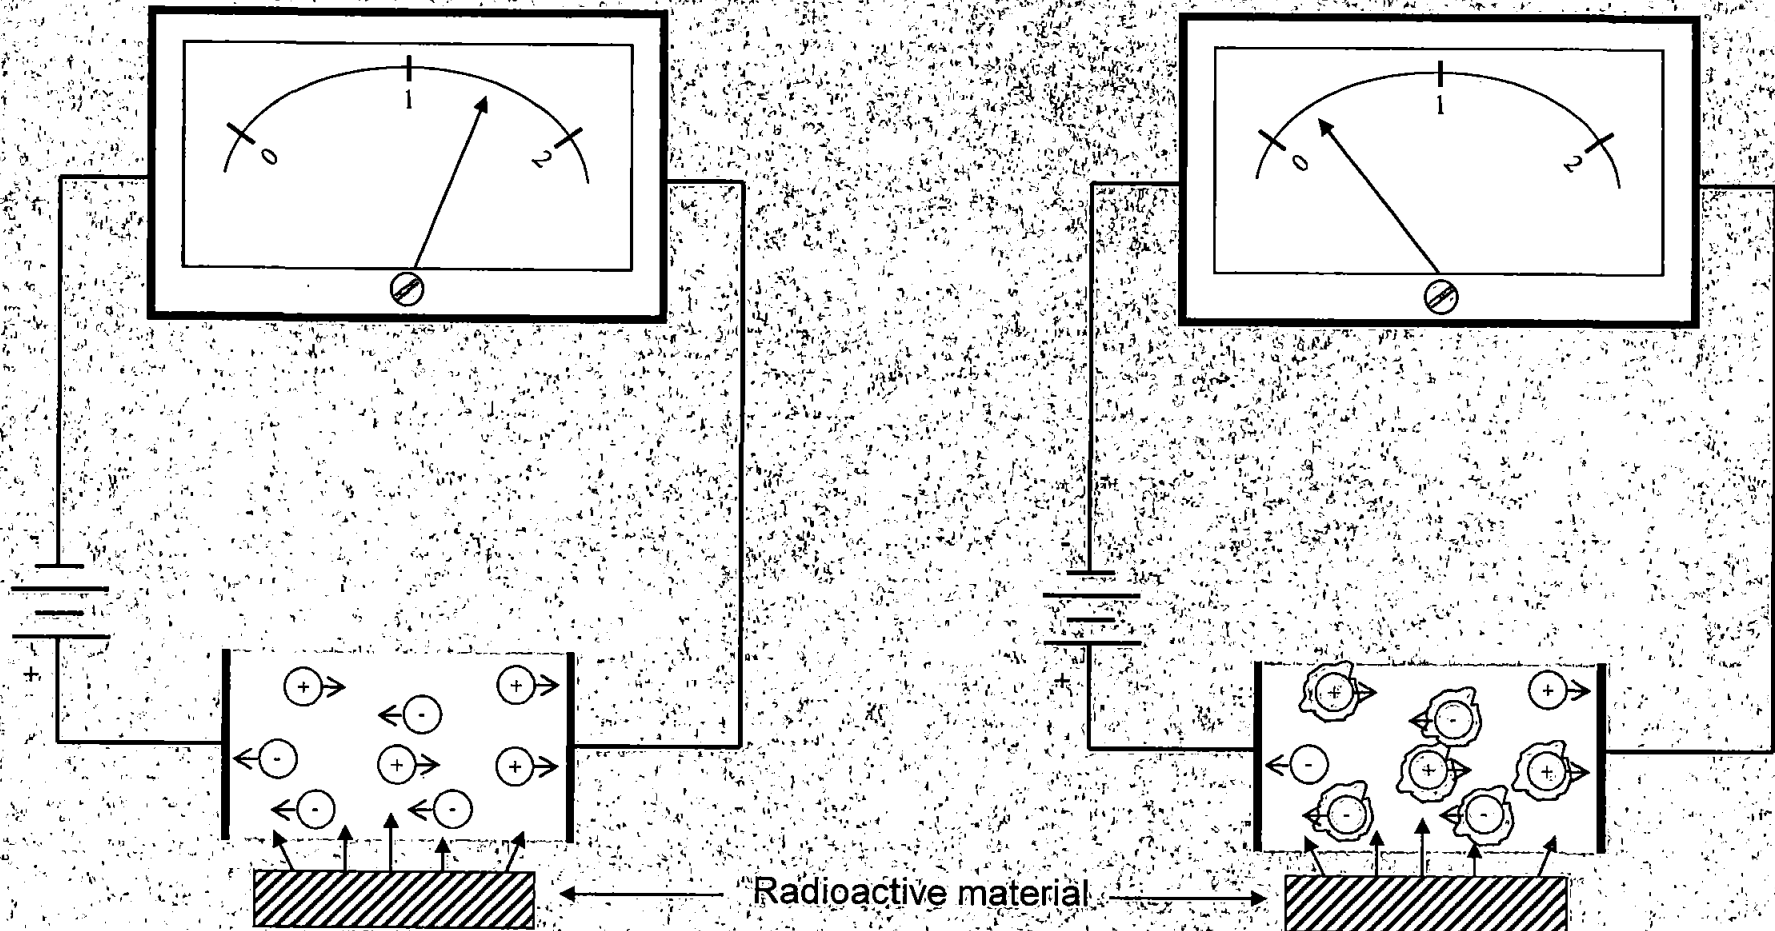 0 1 2
0 1 2
-
+
-
+
+ +
-
- + +
- -
+ +
-
- + +
- -
Radioactive material